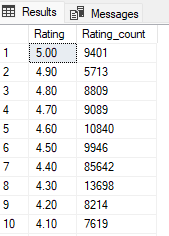 Results Messages
Rating Rating_count
1 5.00 9401
2 4.90 5713
3 4.80 8809
4 4.70 9089
5 4.60 10840
6 4.50 9946
7 4.40 85642
8 4.30 13698
9 4.20 8214
10 4.10 7619